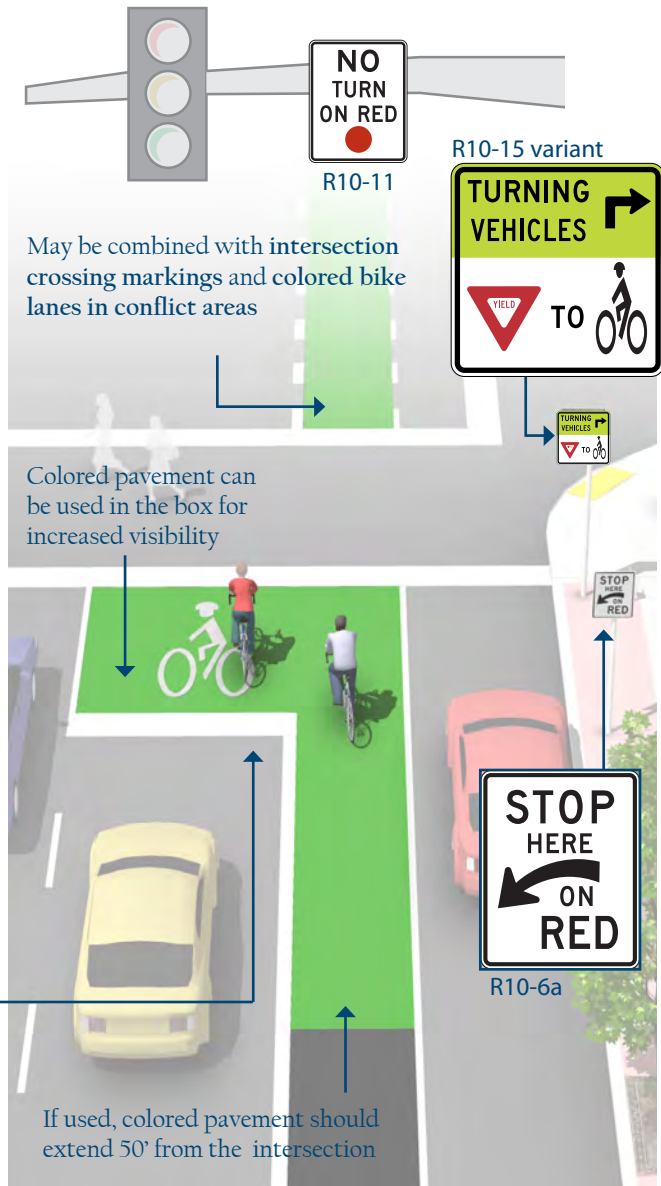 NO
TURN
ON RED
R10-11
R10-15 variant
TURNING
VEHICLES
YIELD
TO
May be combined with intersection
crossing markings and colored bike
lanes in conflict areas
TURNING
VEHICLES
TO
Colored pavement can
be used in the box for
increased visibility
STOP
HERE
ON
RED
STOP
HERE
ON
RED
R10-6a
If used, colored pavement should
extend 50' from the intersection